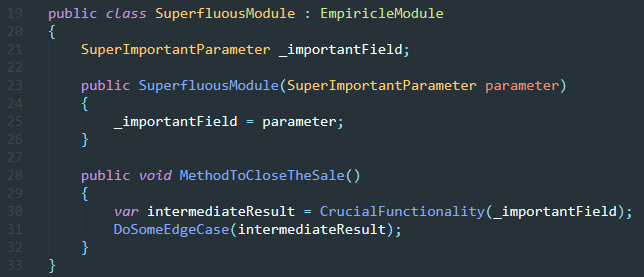 19 public class SuperfluousModule : EmpiricleModule
20 {
21     SuperImportantParameter _importantField;
22
23     public SuperfluousModule(SuperImportantParameter parameter)
24     {
25         _importantField = parameter;
26     }
27
28     public void MethodToCloseTheSale()
29     {
30         var intermediateResult = CrucialFunctionality(_importantField);
31         DoSomeEdgeCase(intermediateResult);
32     }
33 }